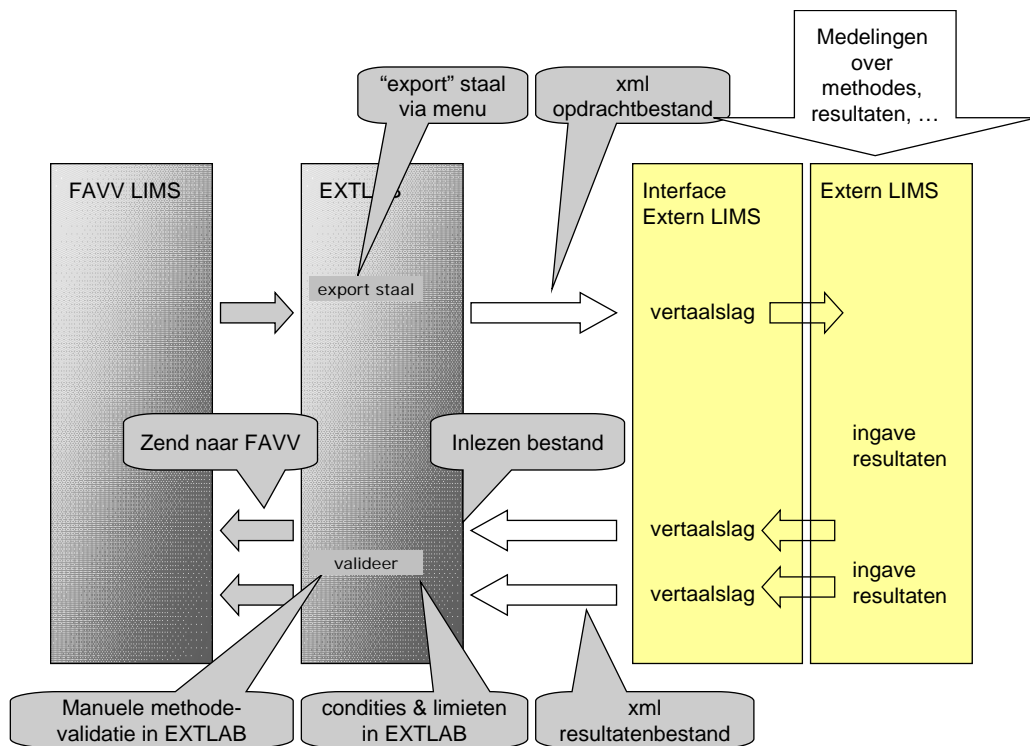 Medelingen
over
methodes,
resultaten, …
“export” staal
via menu
xml
opdrachtbestand
FAVV LIMS
EXTLIMS
Interface
Extern LIMS
Extern LIMS
export staal
vertaalslag
Zend naar FAVV
Inlezen bestand
ingave
resultaten
vertaalslag
valideer
vertaalslag
ingave
resultaten
Manuele methode-
validatie in EXTLAB
condities & limieten
in EXTLAB
xml
resultatenbestand